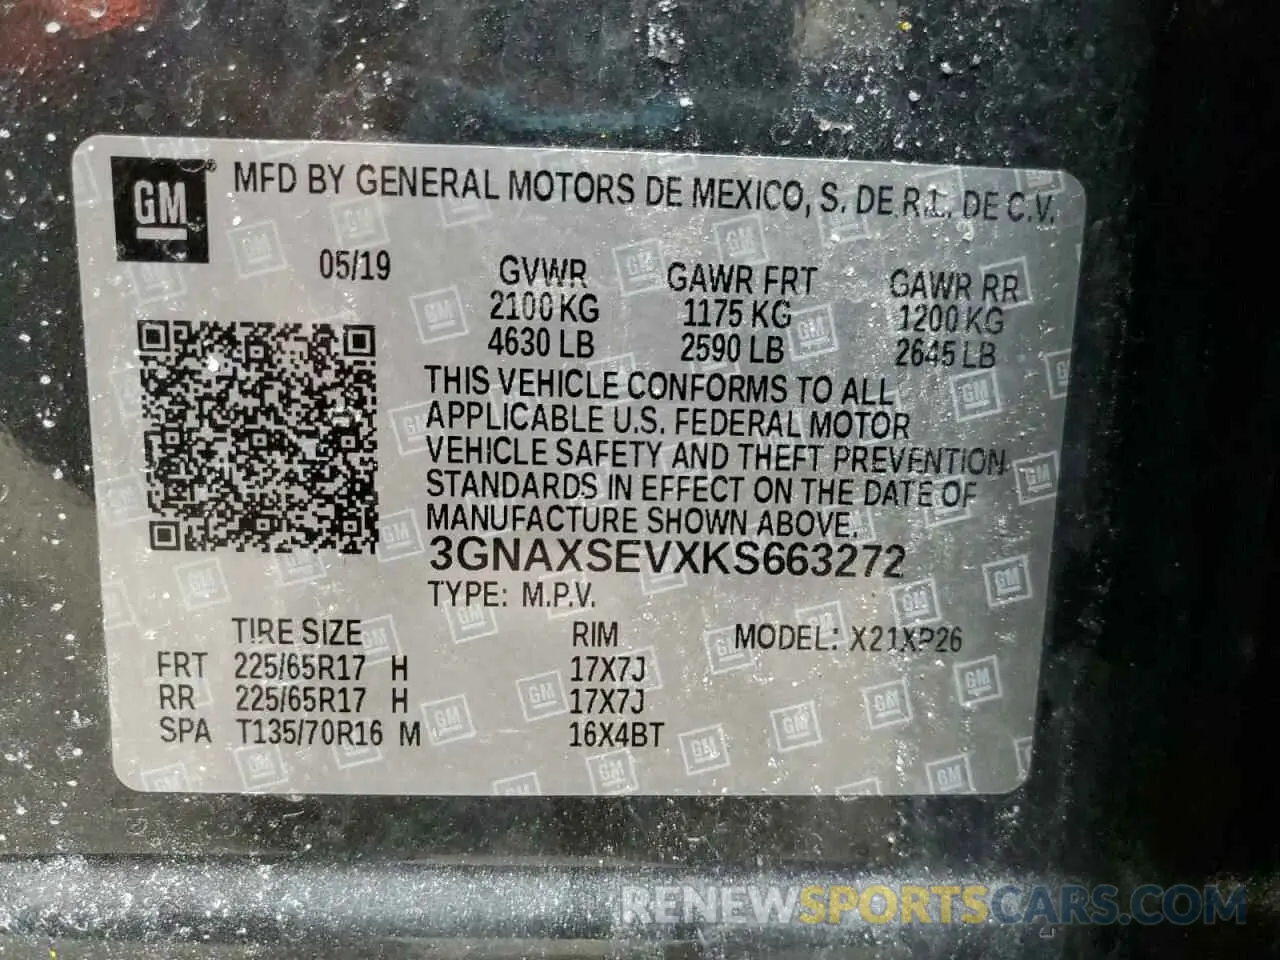 GM ® MFD BY GENERAL MOTORS DE MEXICO, S. DE R.L. DE C.V.
05/19 GVWR GAWR FRT GAWR RR
2100 KG 1175 KG 1200 KG
4630 LB 2590 LB 2645 LB
THIS VEHICLE CONFORMS TO ALL
APPLICABLE U.S. FEDERAL MOTOR
VEHICLE SAFETY AND THEFT PREVENTION
STANDARDS IN EFFECT ON THE DATE OF
MANUFACTURE SHOWN ABOVE.
3GNAXSEVXKS663272
TYPE: M.P.V.
TIRE SIZE RIM MODEL: X21XP26
FRT 225/65R17 H 17X7J
RR 225/65R17 H 17X7J
SPA T135/70R16 M 16X4BT
RENEWSPORTSCARS.COM